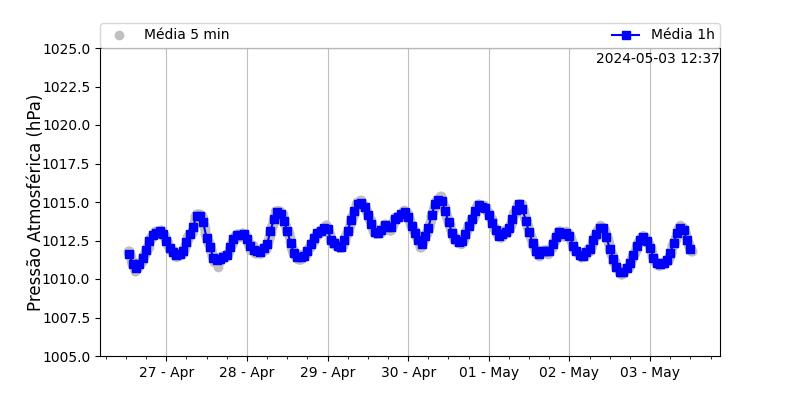 Média 5 min
Média 1h
2024-05-03 12:37
Pressão Atmosférica (hPa)
1025.0
1022.5
1020.0
1017.5
1015.0
1012.5
1010.0
1007.5
1005.0
27 - Apr
28 - Apr
29 - Apr
30 - Apr
01 - May
02 - May
03 - May